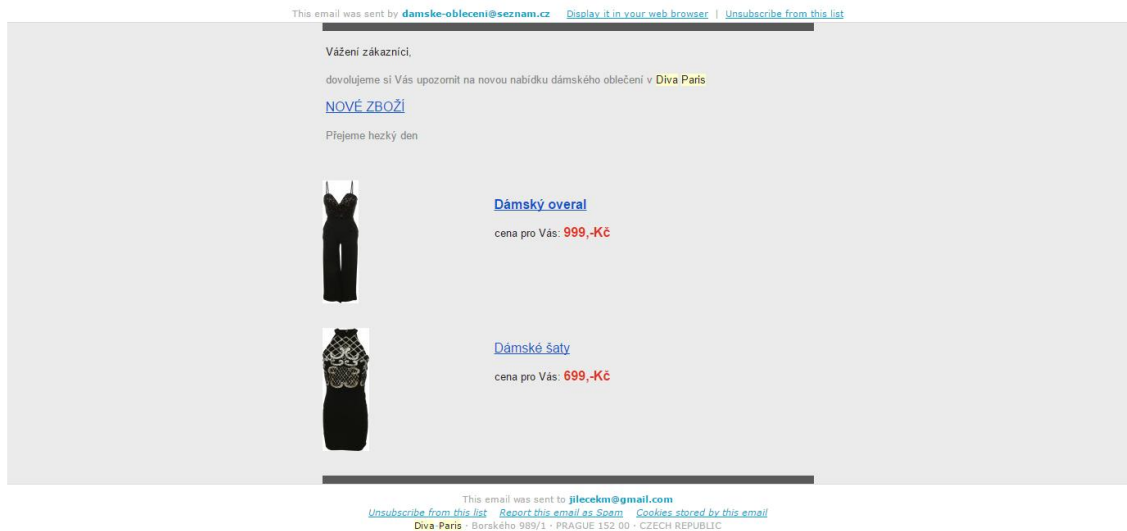 This email was sent by damske-obleceni@seznam.cz Display it in your web browser | Unsubscribe from this list
Vážení zákazníci,
dovolujeme si Vás upozornit na novou nabídku dámského oblečení v Diva Paris
NOVÉ ZBOŽÍ
Přejeme hezký den
Dámský overal
cena pro Vás: 999,-Kč
Dámské šaty
cena pro Vás: 699,-Kč
This email was sent to jilecekm@gmail.com
Unsubscribe from this list Report this email as Spam Cookies stored by this email
Diva-Paris · Borského 989/1 · PRAGUE 152 00 · CZECH REPUBLIC